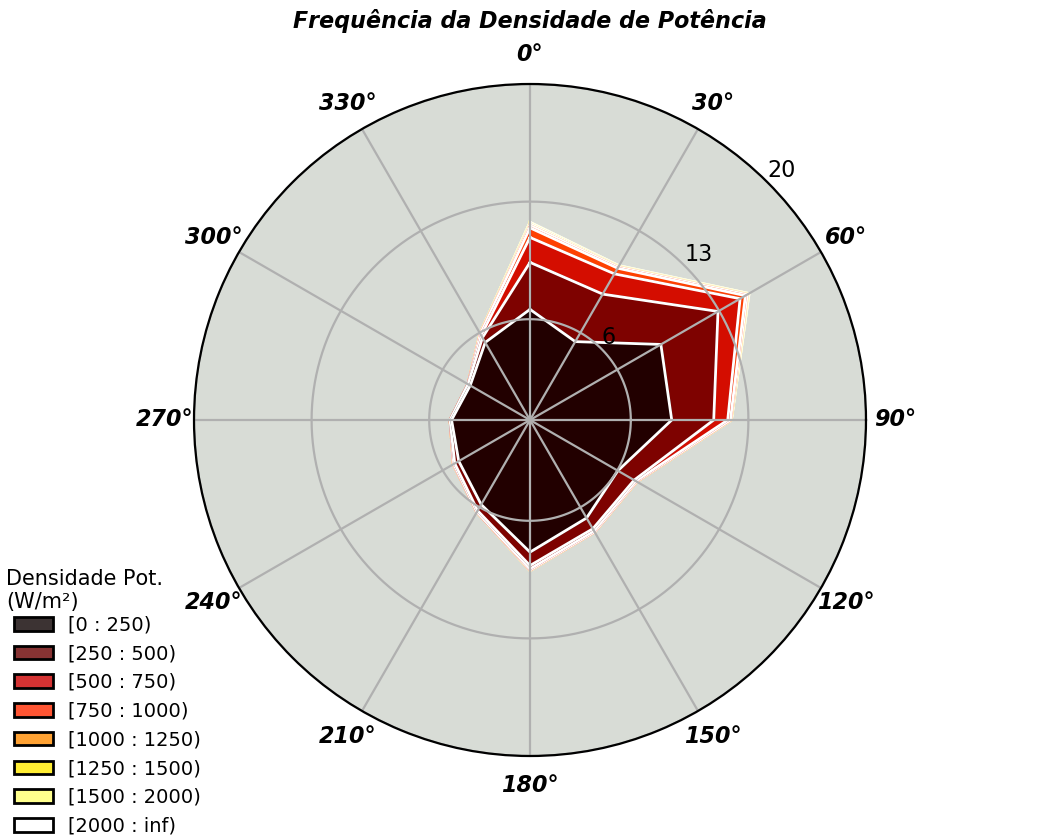 Frequência da Densidade de Potência
0°
330°
30°
20
300°
60°
13
6
270°
90°
240°
120°
210°
150°
180°
Densidade Pot.
(W/m²)
[0 : 250)
[250 : 500)
[500 : 750)
[750 : 1000)
[1000 : 1250)
[1250 : 1500)
[1500 : 2000)
[2000 : inf)